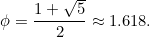 ϕ = (1 + √5)/2 ≈ 1.618.